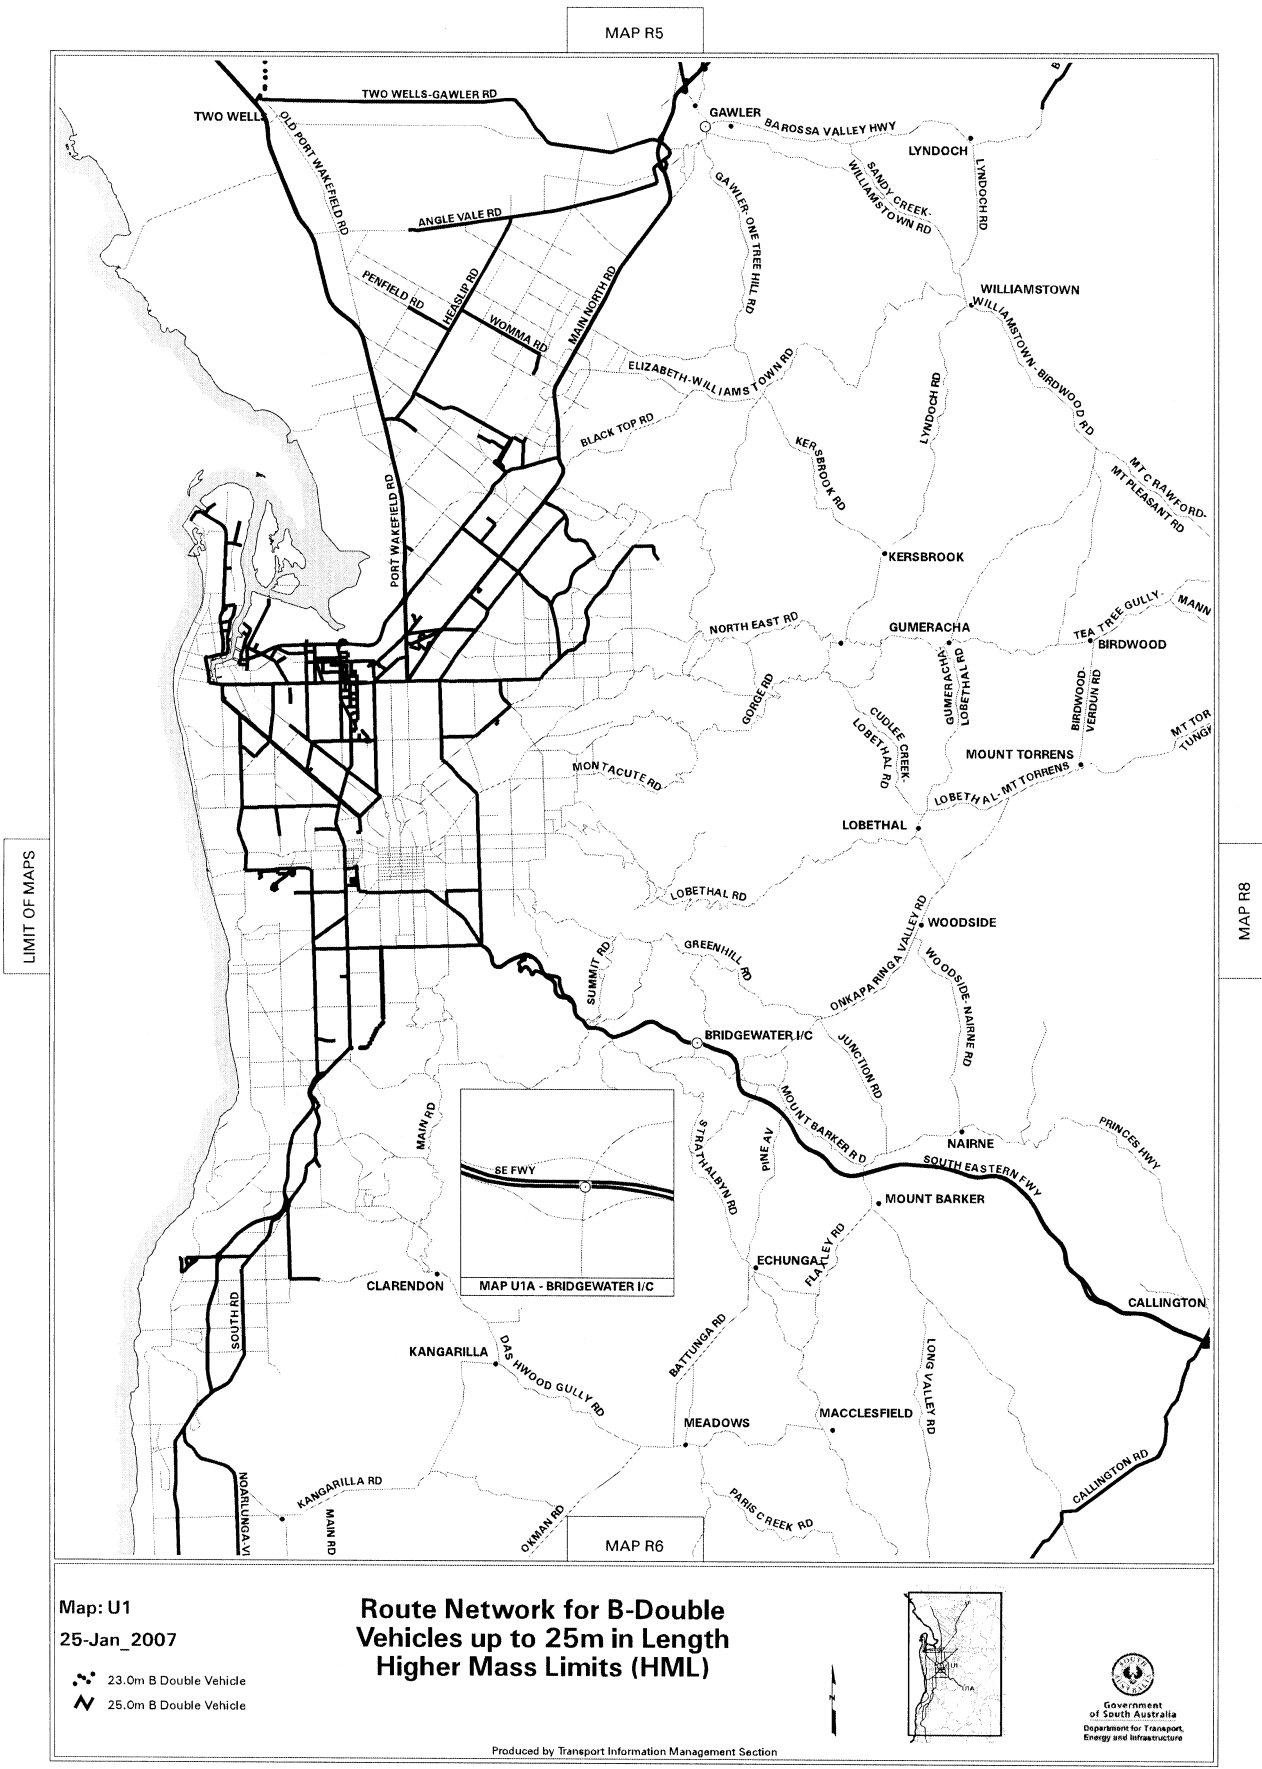 MAP R5
TWO WELLS-GAWLER RD
TWO WELLS
OLD PORT WAKEFIELD RD
GAWLER
BAROSSA VALLEY HWY
LYNDOCH
SANDY CREEK-
WILLIAMSTOWN RD
LYNDOCH RD
GAWLER-ONE TREE HILL RD
ANGLE VALE RD
PENFIELD RD
HEASLIP RD
WOMMA RD
MAIN NORTH RD
WILLIAMSTOWN
WILLIAMSTOWN-BIRDWOOD RD
ELIZABETH-WILLIAMSTOWN RD
LYNDOCH RD
BLACK TOP RD
KERSBROOK RD
MT CRAWFORD-
MT PLEASANT RD
PORT WAKEFIELD RD
KERSBROOK
NORTH EAST RD
GUMERACHA
TEA TREE GULLY-
MANN
BIRDWOOD
GUMERACHA-
LOBETHAL RD
BIRDWOOD
VERDUN RD
GORGE RD
CUDLEE CREEK-
LOBETHAL RD
MT TOR
TUNG
MOUNT TORRENS
MONTACUTE RD
LOBETHAL-MT TORRENS
LOBETHAL
LIMIT OF MAPS
MAP R8
LOBETHAL RD
WOODSIDE
ONKAPARINGA VALLEY RD
SUMMIT RD
GREENHILL RD
WOODSIDE-NAIRNE RD
BRIDGEWATER I/C
JUNCTION RD
MAIN RD
STRATHALBYN RD
PINE AV
MOUNT BARKER RD
NAIRNE
PRINCES HWY
SE FWY
SOUTH EASTERN FWY
MOUNT BARKER
ECHUNGA
FLAXLEY RD
CLARENDON
MAP U1A - BRIDGEWATER I/C
CALLINGTON
SOUTH RD
KANGARILLA
DASHWOOD GULLY RD
BATTUNGA RD
LONG VALLEY RD
MEADOWS
MACCLESFIELD
NOARLUNGA-VI
KANGARILLA RD
MAIN RD
OKMAN RD
PARIS CREEK RD
CALLINGTON RD
MAP R6
Map: U1
25-Jan_2007
23.0m B Double Vehicle
25.0m B Double Vehicle
Route Network for B-Double
Vehicles up to 25m in Length
Higher Mass Limits (HML)
N
U1
U1A
SOUTH
AUSTRALIA
Government
of South Australia
Department for Transport,
Energy and Infrastructure
Produced by Transport Information Management Section